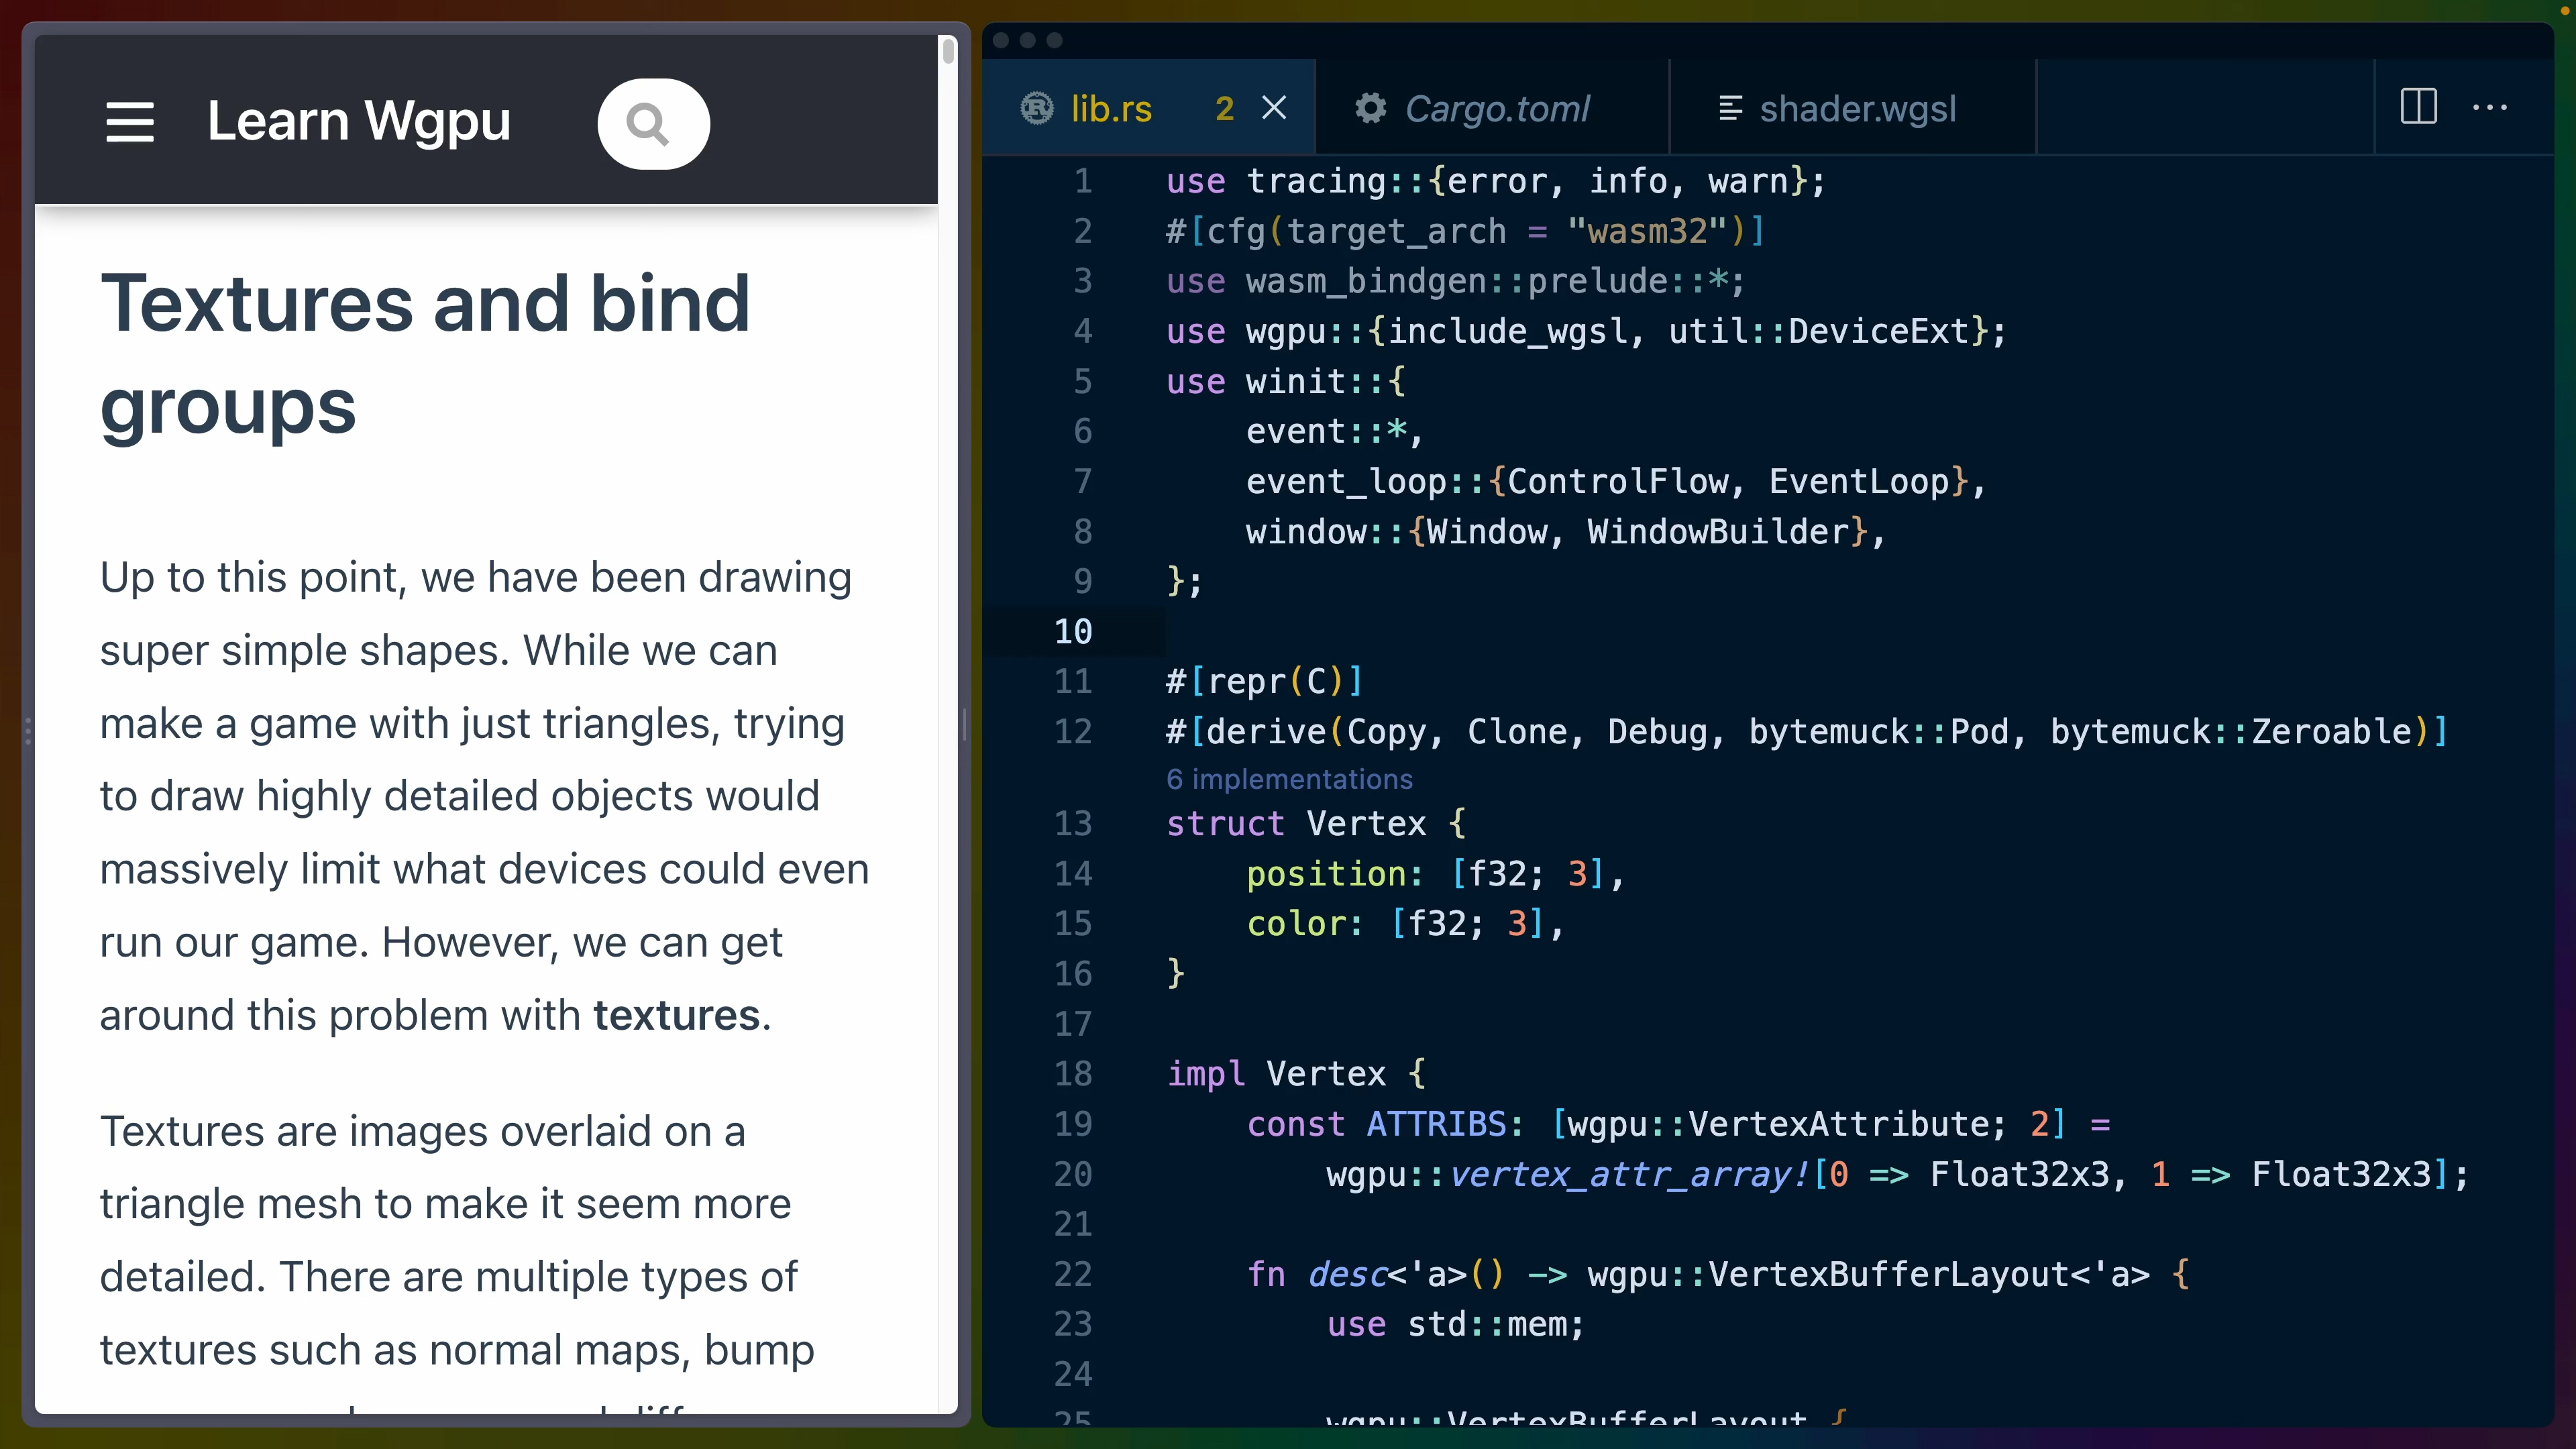 Learn Wgpu
Textures and bind
groups
Up to this point, we have been drawing
super simple shapes. While we can
make a game with just triangles, trying
to draw highly detailed objects would
massively limit what devices could even
run our game. However, we can get
around this problem with textures.
Textures are images overlaid on a
triangle mesh to make it seem more
detailed. There are multiple types of
textures such as normal maps, bump
lib.rs 2
Cargo.toml
shader.wgsl
1 use tracing::{error, info, warn};
2 #[cfg(target_arch = "wasm32")]
3 use wasm_bindgen::prelude::*;
4 use wgpu::{include_wgsl, util::DeviceExt};
5 use winit::{
6 event::*,
7 event_loop::{ControlFlow, EventLoop},
8 window::{Window, WindowBuilder},
9 };
10
11 #[repr(C)]
12 #[derive(Copy, Clone, Debug, bytemuck::Pod, bytemuck::Zeroable)]
6 implementations
13 struct Vertex {
14 position: [f32; 3],
15 color: [f32; 3],
16 }
17
18 impl Vertex {
19 const ATTRIBS: [wgpu::VertexAttribute; 2] =
20 wgpu::vertex_attr_array![0 => Float32x3, 1 => Float32x3];
21
22 fn desc<'a>() -> wgpu::VertexBufferLayout<'a> {
23 use std::mem;
24
25 wgpu::VertexBufferLayout {